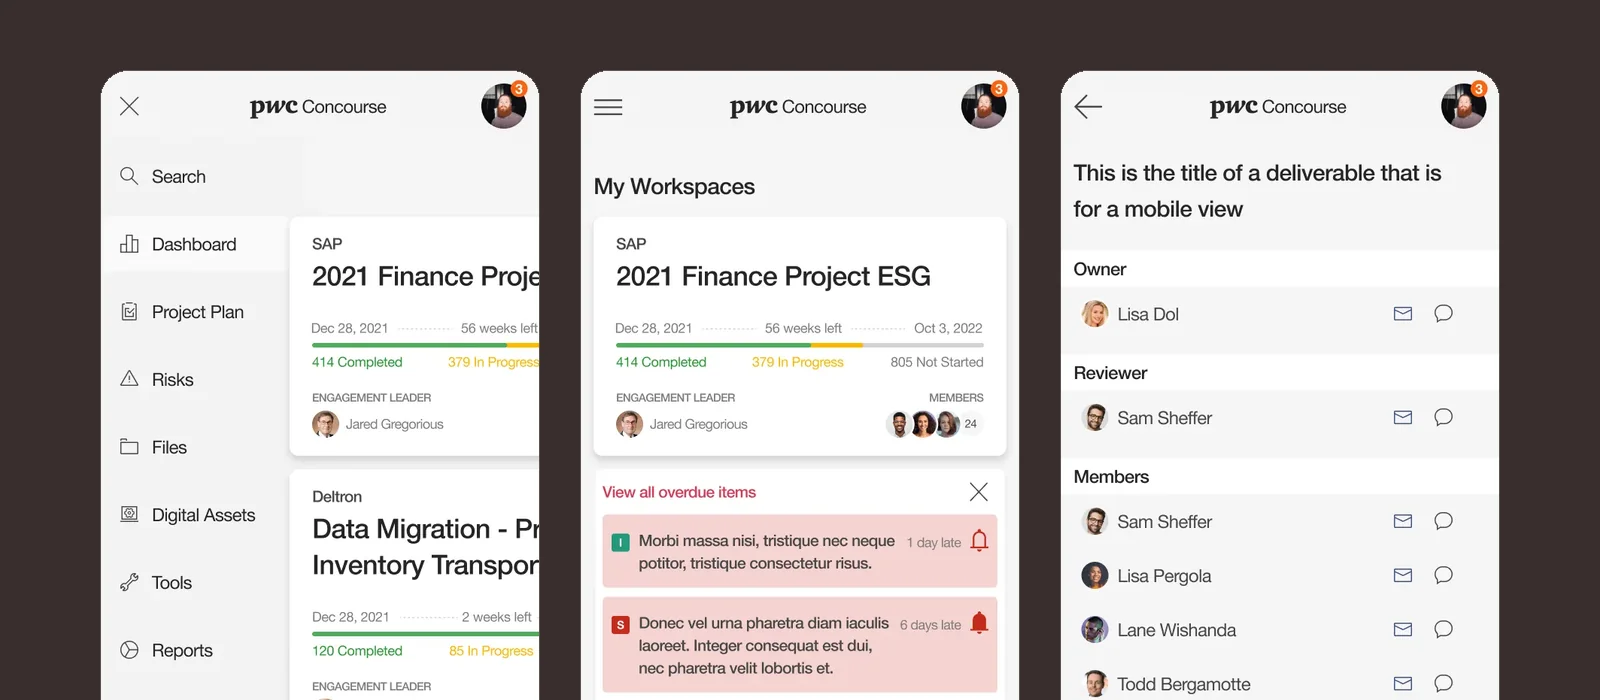 pwc Concourse
3
Search
Dashboard
Project Plan
Risks
Files
Digital Assets
Tools
Reports
SAP
2021 Finance Proje
Dec 28, 2021 56 weeks left
414 Completed 379 In Progress
ENGAGEMENT LEADER
Jared Gregorious
Deltron
Data Migration - Pr
Inventory Transpor
Dec 28, 2021 2 weeks left
120 Completed 85 In Progress
ENGAGEMENT LEADER
pwc Concourse
3
My Workspaces
SAP
2021 Finance Project ESG
Dec 28, 2021 56 weeks left Oct 3, 2022
414 Completed 379 In Progress 805 Not Started
ENGAGEMENT LEADER MEMBERS
Jared Gregorious 24
View all overdue items
I Morbi massa nisi, tristique nec neque 1 day late
potitor, tristique consectetur risus.
S Donec vel urna pharetra diam iaculis 6 days late
laoreet. Integer consequat est dui,
nec pharetra velit lobortis et.
pwc Concourse
3
This is the title of a deliverable that is
for a mobile view
Owner
Lisa Dol
Reviewer
Sam Sheffer
Members
Sam Sheffer
Lisa Pergola
Lane Wishanda
Todd Bergamotte